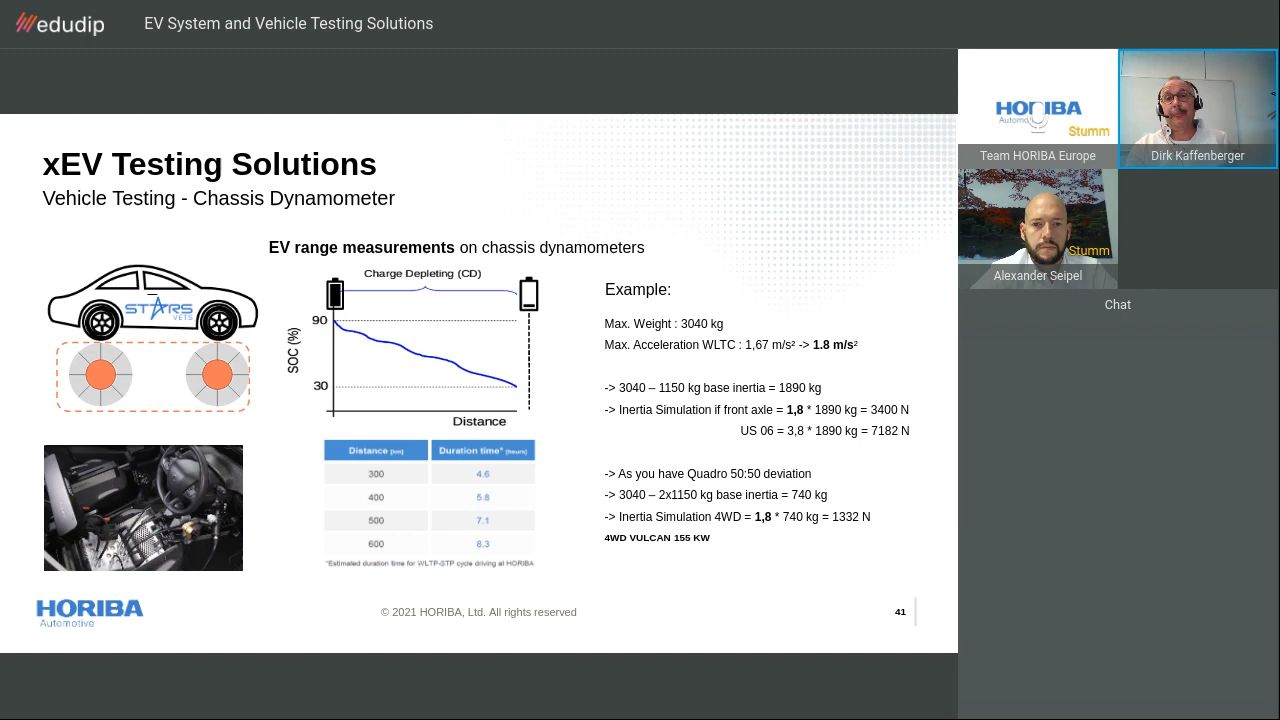 edudip
EV System and Vehicle Testing Solutions
HORIBA
Automo
Stumm
Team HORIBA Europe
Dirk Kaffenberger
Stumm
Alexander Seipel
Chat
xEV Testing Solutions
Vehicle Testing - Chassis Dynamometer
EV range measurements on chassis dynamometers
STARS
VETS
Charge Depleting (CD)
90
SOC (%)
30
Distance
Distance [km] Duration time* [hours]
300 4.6
400 5.8
500 7.1
600 8.3
*Estimated duration time for WLTP-STP cycle driving at HORIBA
Example:
Max. Weight : 3040 kg
Max. Acceleration WLTC : 1,67 m/s² -> 1.8 m/s²
-> 3040 – 1150 kg base inertia = 1890 kg
-> Inertia Simulation if front axle = 1,8 * 1890 kg = 3400 N
US 06 = 3,8 * 1890 kg = 7182 N
-> As you have Quadro 50:50 deviation
-> 3040 – 2x1150 kg base inertia = 740 kg
-> Inertia Simulation 4WD = 1,8 * 740 kg = 1332 N
4WD VULCAN 155 KW
HORIBA
Automotive
© 2021 HORIBA, Ltd. All rights reserved
41